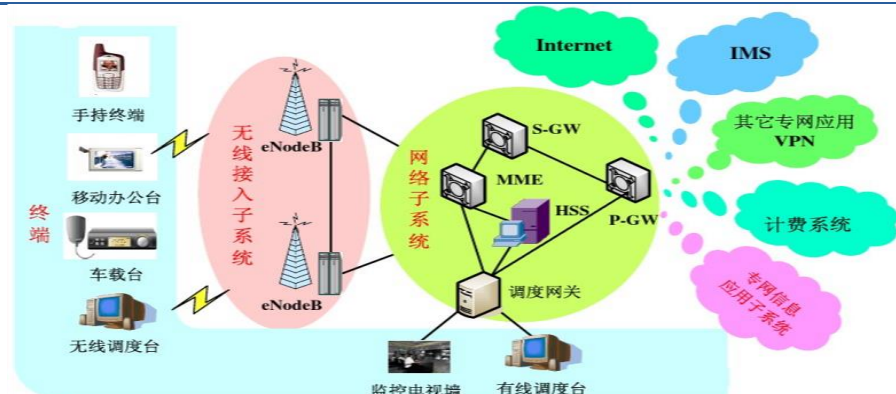 Internet
IMS
其它专网应用
VPN
计费系统
专网信息
应用子系统
手持终端
移动办公台
车载台
无线调度台
终端
无线接入子系统
eNodeB
eNodeB
网络子系统
S-GW
MME
HSS
P-GW
调度网关
监控电视墙
有线调度台